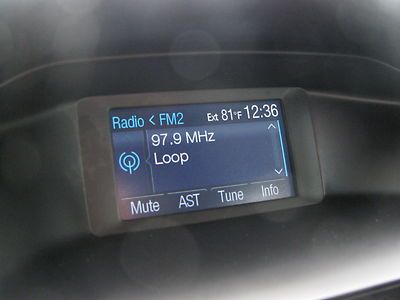 Radio < FM2 Ext 81°F 12:36
97.9 MHz
Loop
Mute AST Tune Info